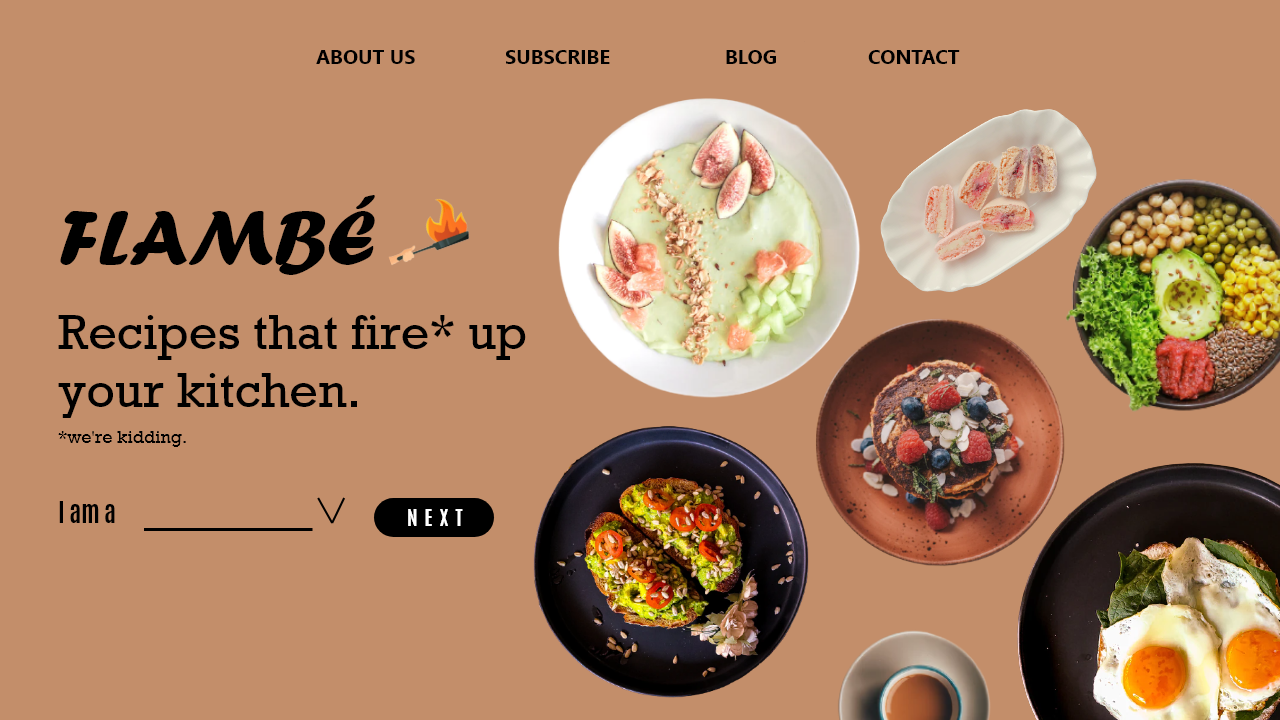 ABOUT US SUBSCRIBE BLOG CONTACT
FLAMBÉ
Recipes that fire* up
your kitchen.
*we're kidding.
I am a
NEXT